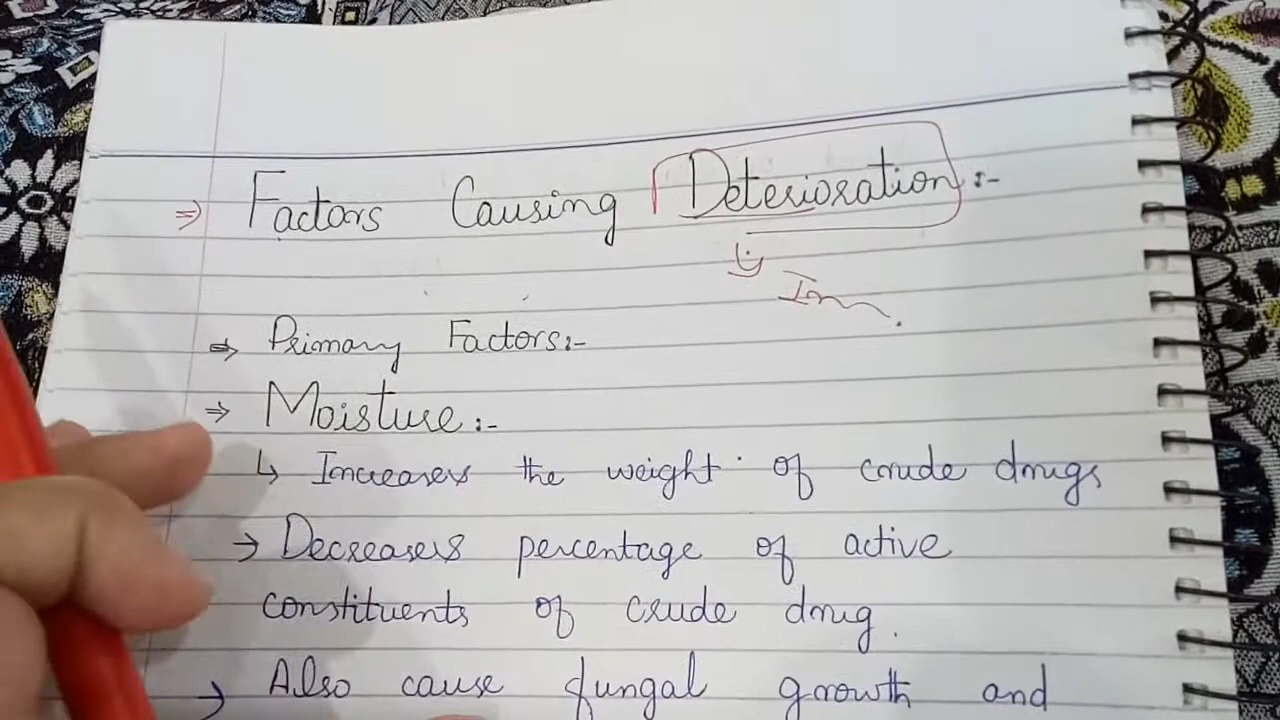 ⇒ Factors Causing Deterioration :-
Im
⇒ Primary Factors:-
⇒ Moisture :-
↳ Increases the weight of crude drugs
→ Decreases percentage of active
constituents of crude drug.
→ Also cause fungal growth and